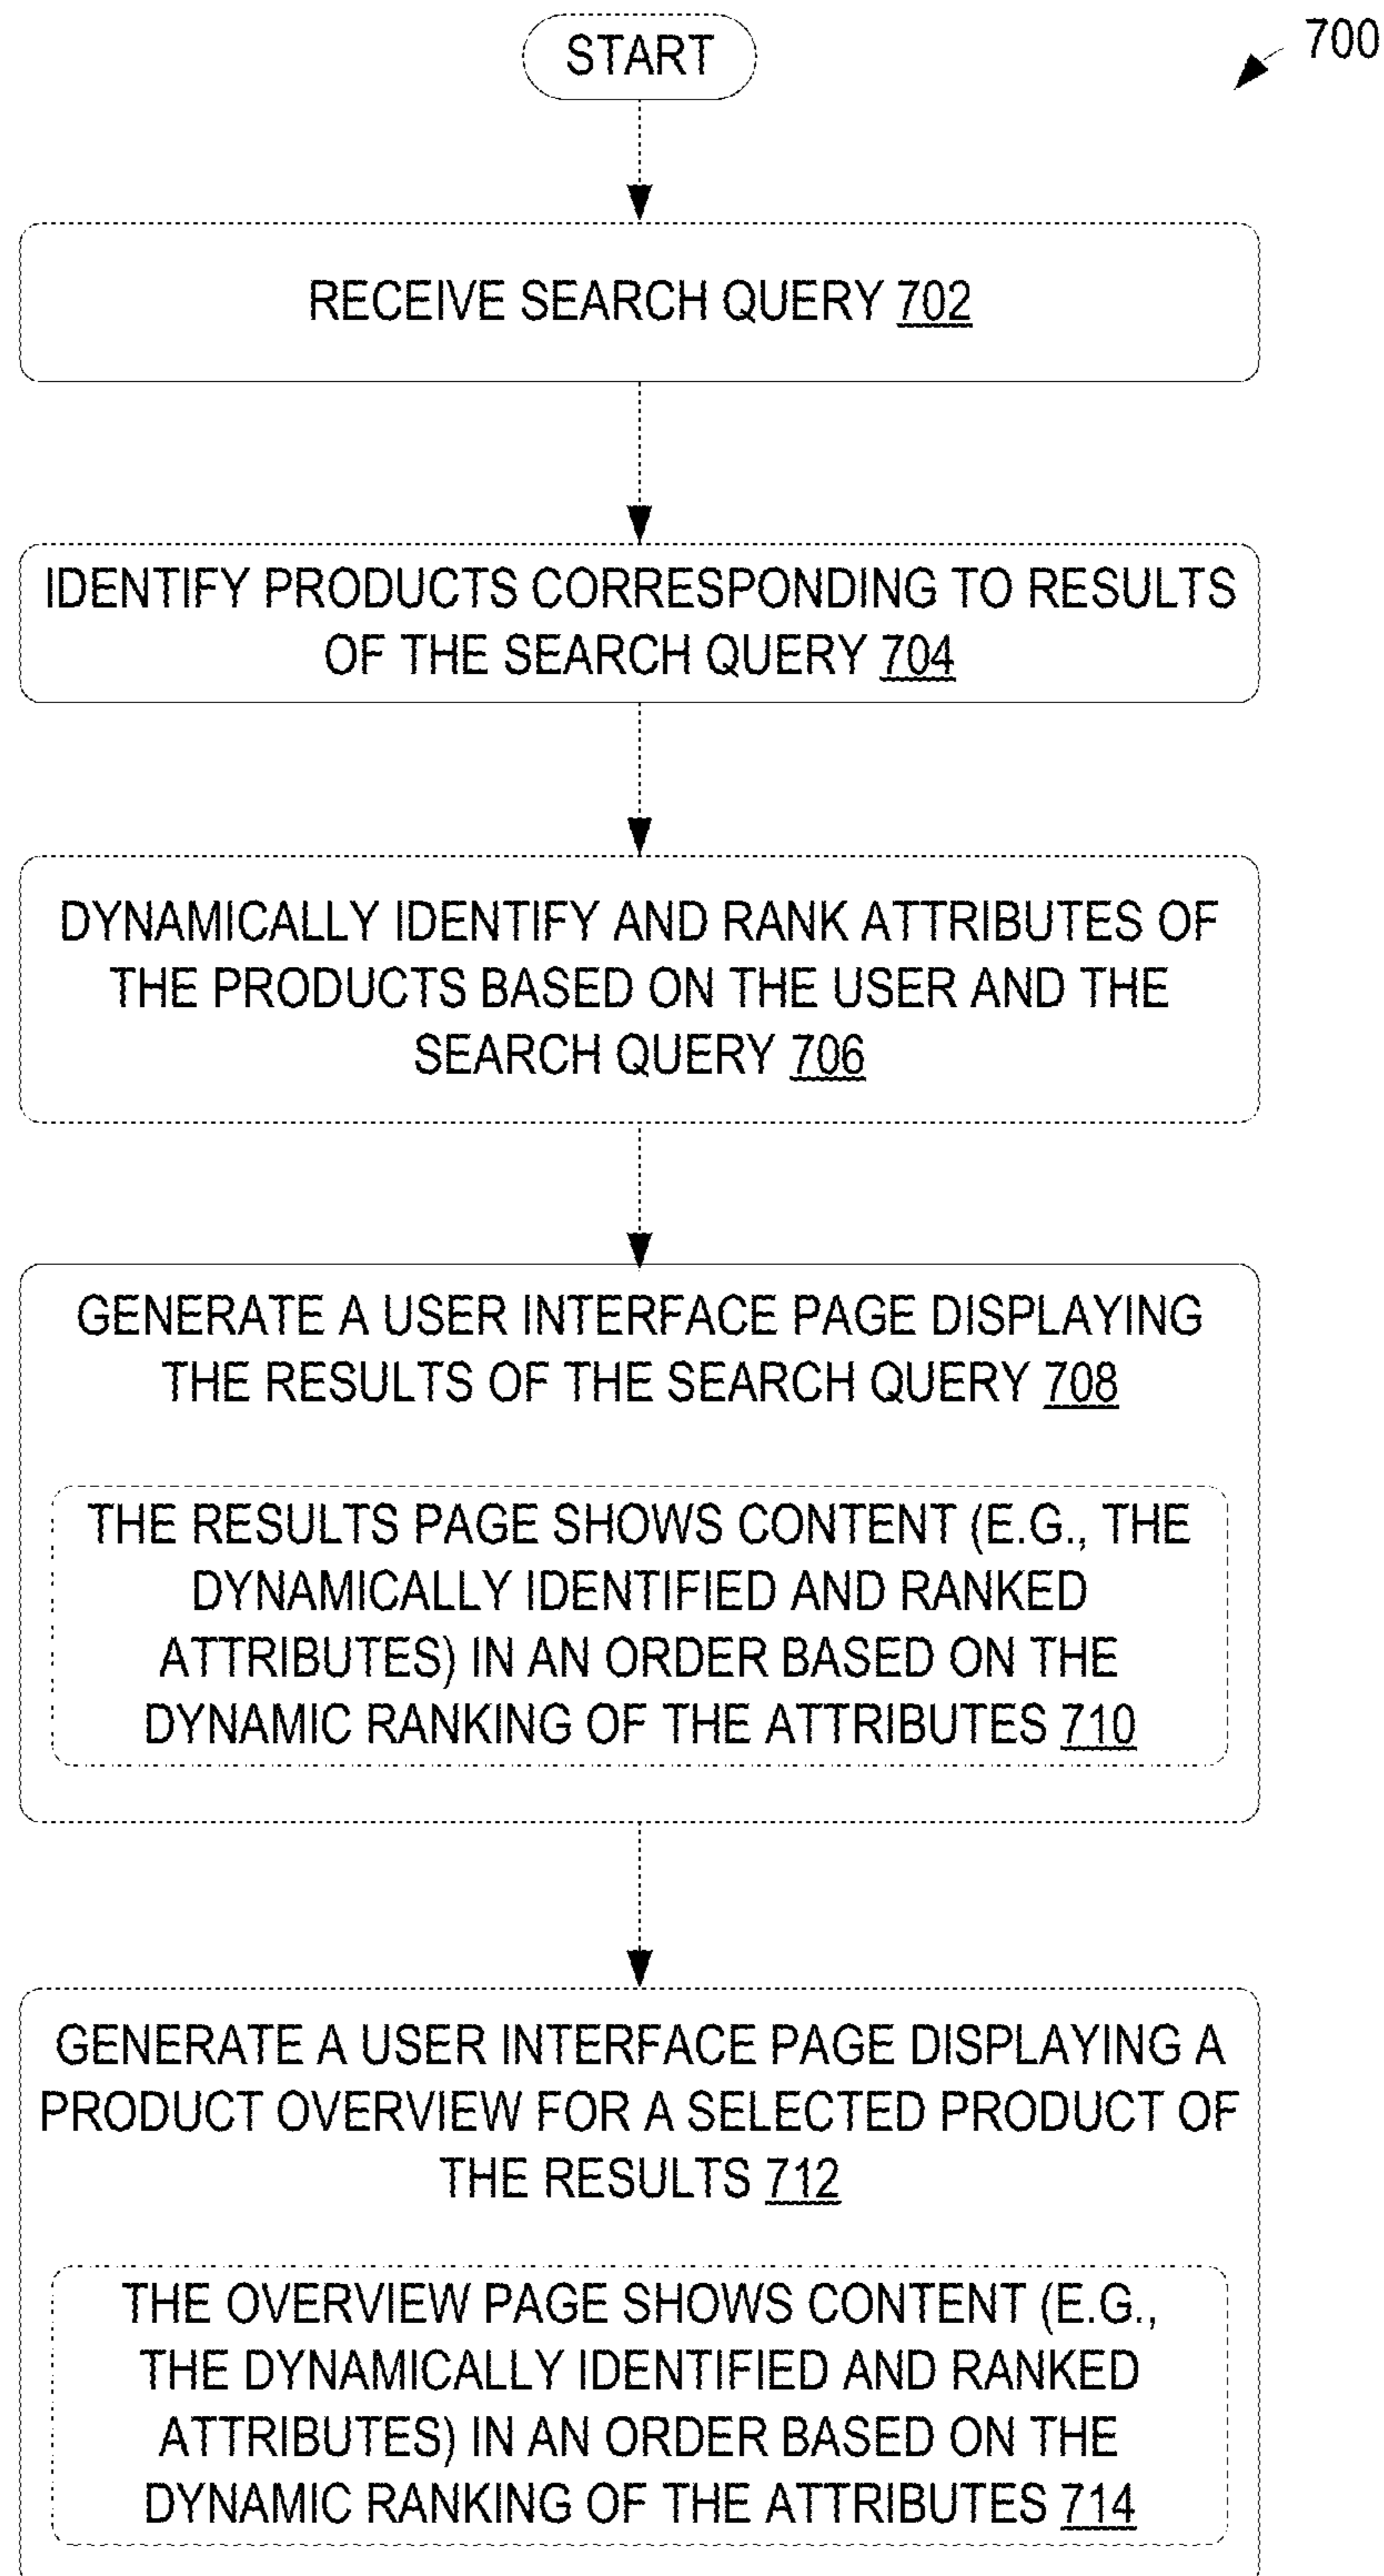 START
700
RECEIVE SEARCH QUERY 702
IDENTIFY PRODUCTS CORRESPONDING TO RESULTS
OF THE SEARCH QUERY 704
DYNAMICALLY IDENTIFY AND RANK ATTRIBUTES OF
THE PRODUCTS BASED ON THE USER AND THE
SEARCH QUERY 706
GENERATE A USER INTERFACE PAGE DISPLAYING
THE RESULTS OF THE SEARCH QUERY 708
THE RESULTS PAGE SHOWS CONTENT (E.G., THE
DYNAMICALLY IDENTIFIED AND RANKED
ATTRIBUTES) IN AN ORDER BASED ON THE
DYNAMIC RANKING OF THE ATTRIBUTES 710
GENERATE A USER INTERFACE PAGE DISPLAYING A
PRODUCT OVERVIEW FOR A SELECTED PRODUCT OF
THE RESULTS 712
THE OVERVIEW PAGE SHOWS CONTENT (E.G.,
THE DYNAMICALLY IDENTIFIED AND RANKED
ATTRIBUTES) IN AN ORDER BASED ON THE
DYNAMIC RANKING OF THE ATTRIBUTES 714